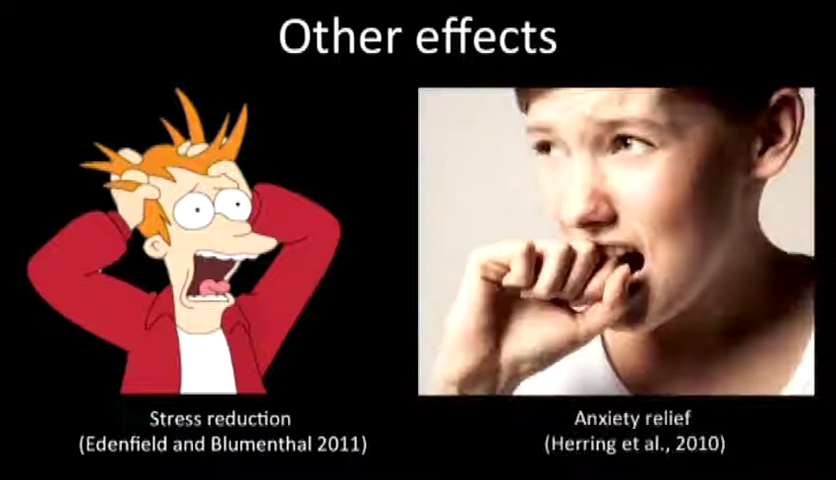 Other effects
Stress reduction
(Edenfield and Blumenthal 2011)
Anxiety relief
(Herring et al., 2010)